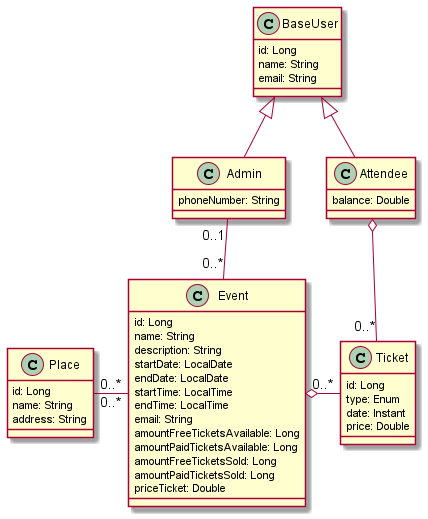 C BaseUser
id: Long
name: String
email: String
C Admin
phoneNumber: String
C Attendee
balance: Double
0..1
0..*
C Event
id: Long
name: String
description: String
startDate: LocalDate
endDate: LocalDate
startTime: LocalTime
endTime: LocalTime
email: String
amountFreeTicketsAvailable: Long
amountPaidTicketsAvailable: Long
amountFreeTicketsSold: Long
amountPaidTicketsSold: Long
priceTicket: Double
C Place
id: Long
name: String
address: String
0..*
0..*
0..*
0..*
C Ticket
id: Long
type: Enum
date: Instant
price: Double